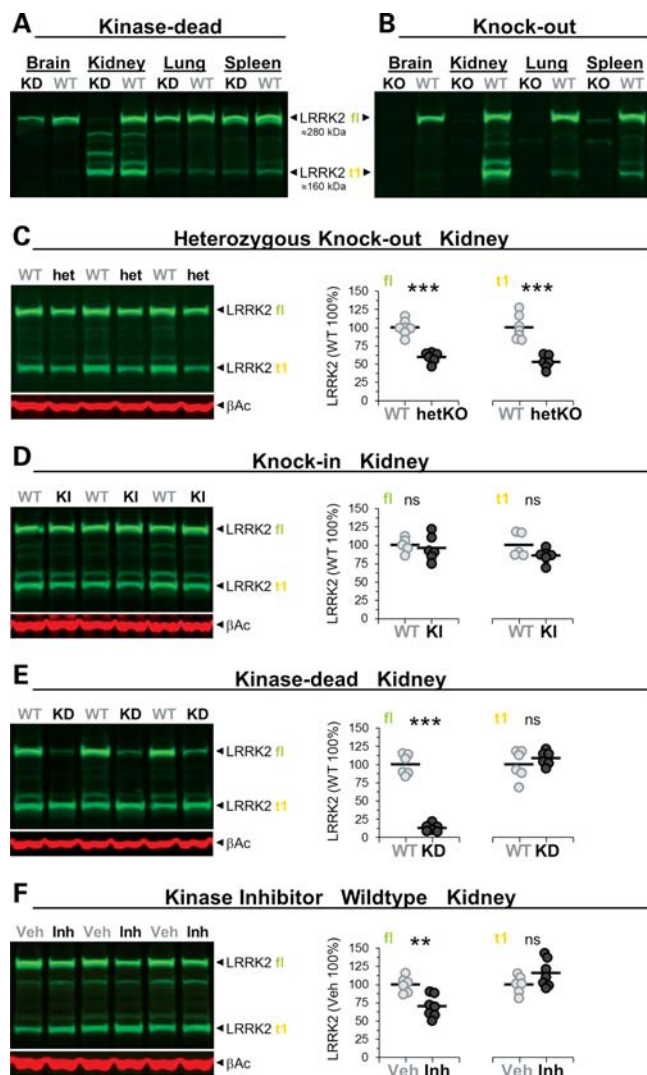 A Kinase-dead
Brain Kidney Lung Spleen
KD WT KD WT KD WT KD WT
◄LRRK2 fl►
≈280 kDa
◄LRRK2 t1►
≈160 kDa
B Knock-out
Brain Kidney Lung Spleen
KO WT KO WT KO WT KO WT
C Heterozygous Knock-out Kidney
WT het WT het WT het
◄LRRK2 fl
◄LRRK2 t1
◄βAc
LRRK2 (WT 100%)
150
125
100
75
50
25
0
fl ***
WT hetKO
t1 ***
WT hetKO
D Knock-in Kidney
WT KI WT KI WT KI
◄LRRK2 fl
◄LRRK2 t1
◄βAc
LRRK2 (WT 100%)
150
125
100
75
50
25
0
fl ns
WT KI
t1 ns
WT KI
E Kinase-dead Kidney
WT KD WT KD WT KD
◄LRRK2 fl
◄LRRK2 t1
◄βAc
LRRK2 (WT 100%)
150
125
100
75
50
25
0
fl ***
WT KD
t1 ns
WT KD
F Kinase Inhibitor Wildtype Kidney
Veh Inh Veh Inh Veh Inh
◄LRRK2 fl
◄LRRK2 t1
◄βAc
LRRK2 (Veh 100%)
150
125
100
75
50
25
0
fl **
Veh Inh
t1 ns
Veh Inh